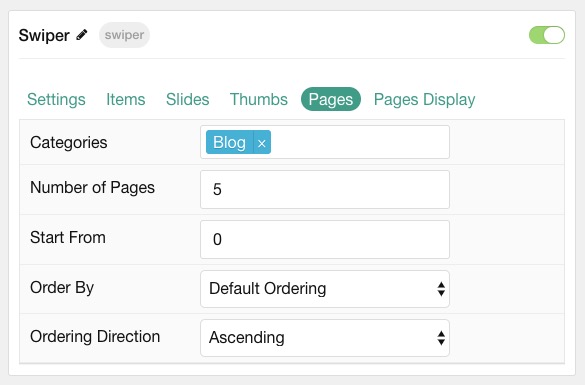 Swiper swiper
Settings Items Slides Thumbs Pages Pages Display
Categories Blog ×
Number of Pages 5
Start From 0
Order By Default Ordering
Ordering Direction Ascending